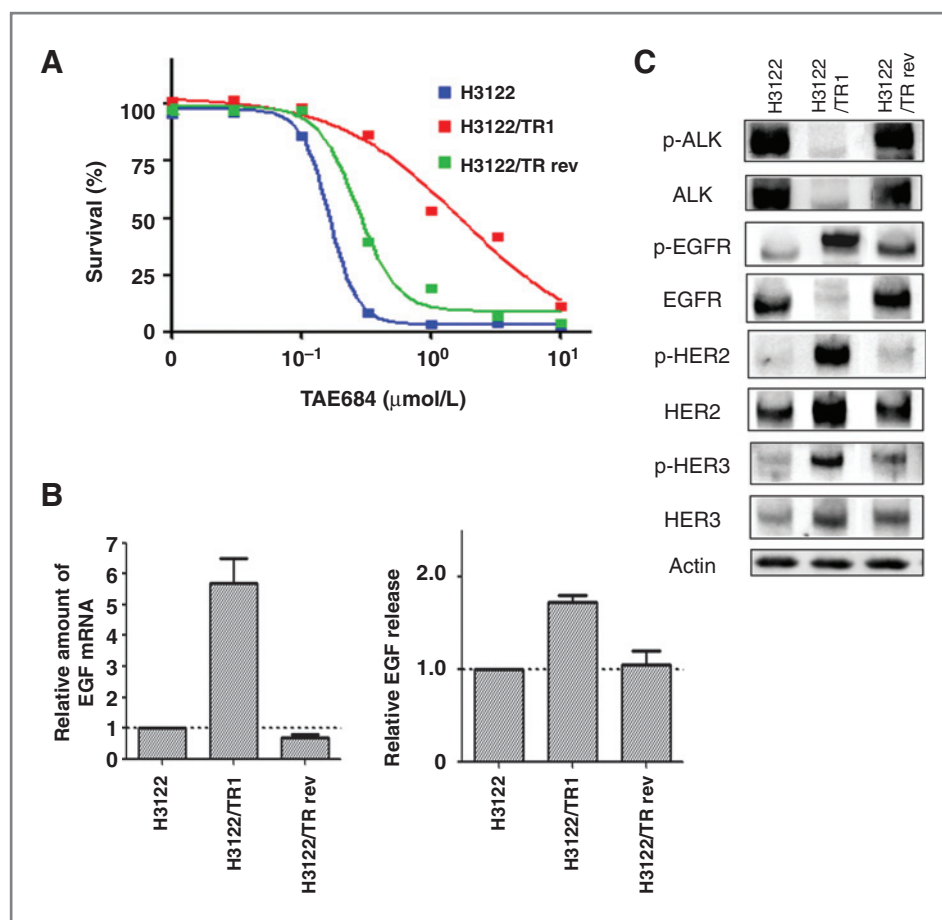 A
100
75
50
25
0
Survival (%)
0
10⁻¹
10⁰
10¹
TAE684 (μmol/L)
H3122
H3122/TR1
H3122/TR rev
B
7
6
5
4
3
2
1
0
Relative amount of
EGF mRNA
H3122
H3122/TR1
H3122/TR rev
2.0
1.0
0
Relative EGF release
H3122
H3122/TR1
H3122/TR rev
C
H3122
H3122
/TR1
H3122
/TR rev
p-ALK
ALK
p-EGFR
EGFR
p-HER2
HER2
p-HER3
HER3
Actin